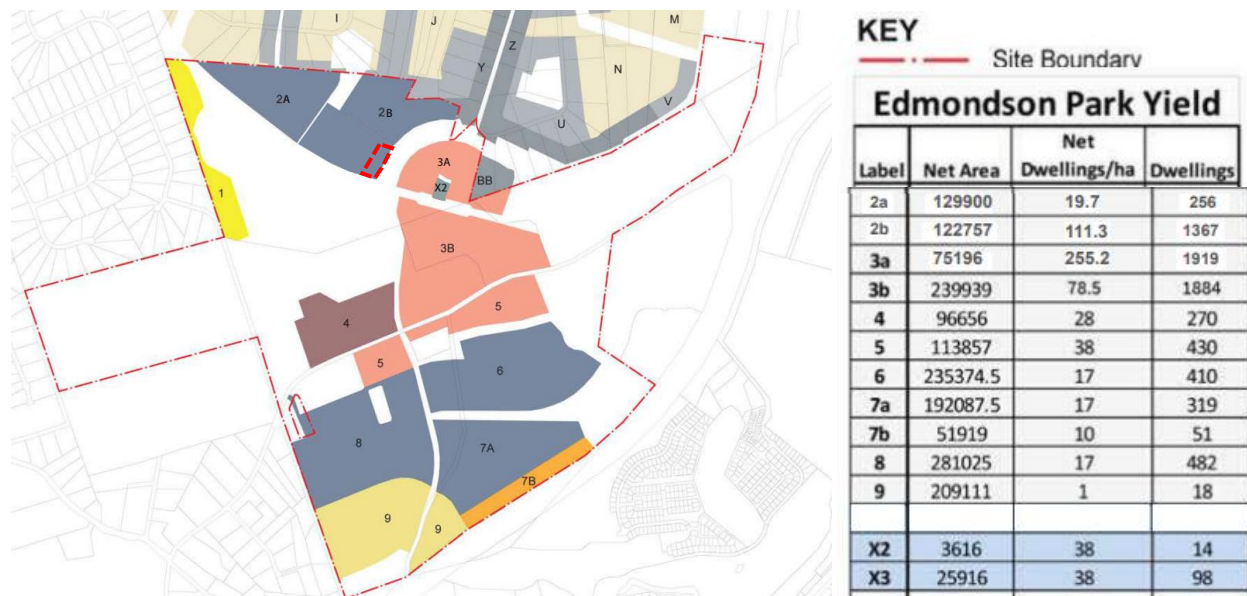 I
J
M
Z
Y
N
2A
2B
V
U
3A
BB
X2
1
3B
5
4
5
6
8
7A
7B
9
9
KEY
Site Boundary
Edmondson Park Yield
Label Net Area Net Dwellings/ha Dwellings
2a 129900 19.7 256
2b 122757 111.3 1367
3a 75196 255.2 1919
3b 239939 78.5 1884
4 96656 28 270
5 113857 38 430
6 235374.5 17 410
7a 192087.5 17 319
7b 51919 10 51
8 281025 17 482
9 209111 1 18
X2 3616 38 14
X3 25916 38 98